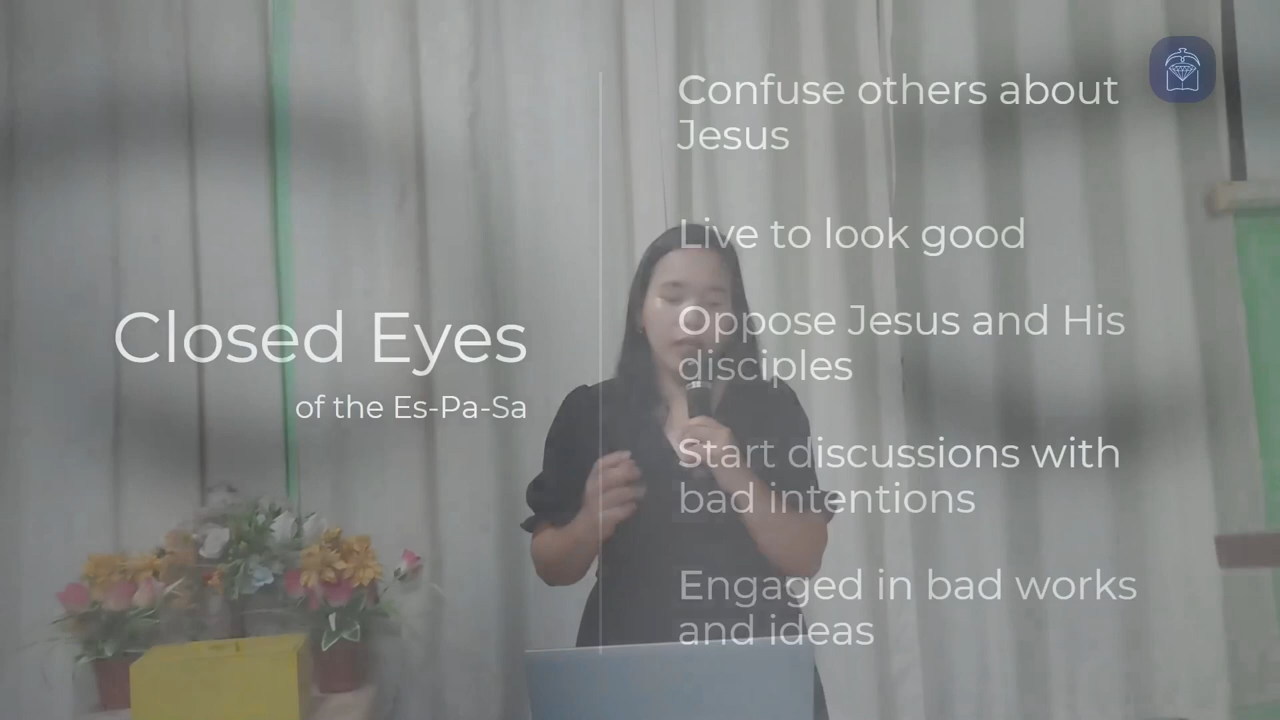 Closed Eyes
of the Es-Pa-Sa
Confuse others about
Jesus
Live to look good
Oppose Jesus and His
disciples
Start discussions with
bad intentions
Engaged in bad works
and ideas